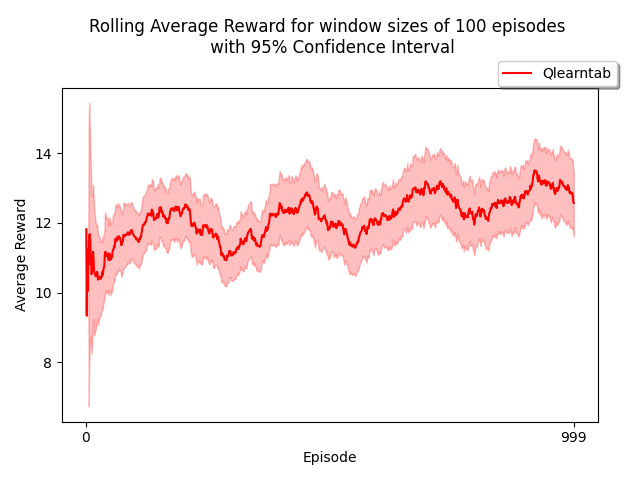 Rolling Average Reward for window sizes of 100 episodes
with 95% Confidence Interval
Qlearntab
14
12
10
8
Average Reward
0
999
Episode